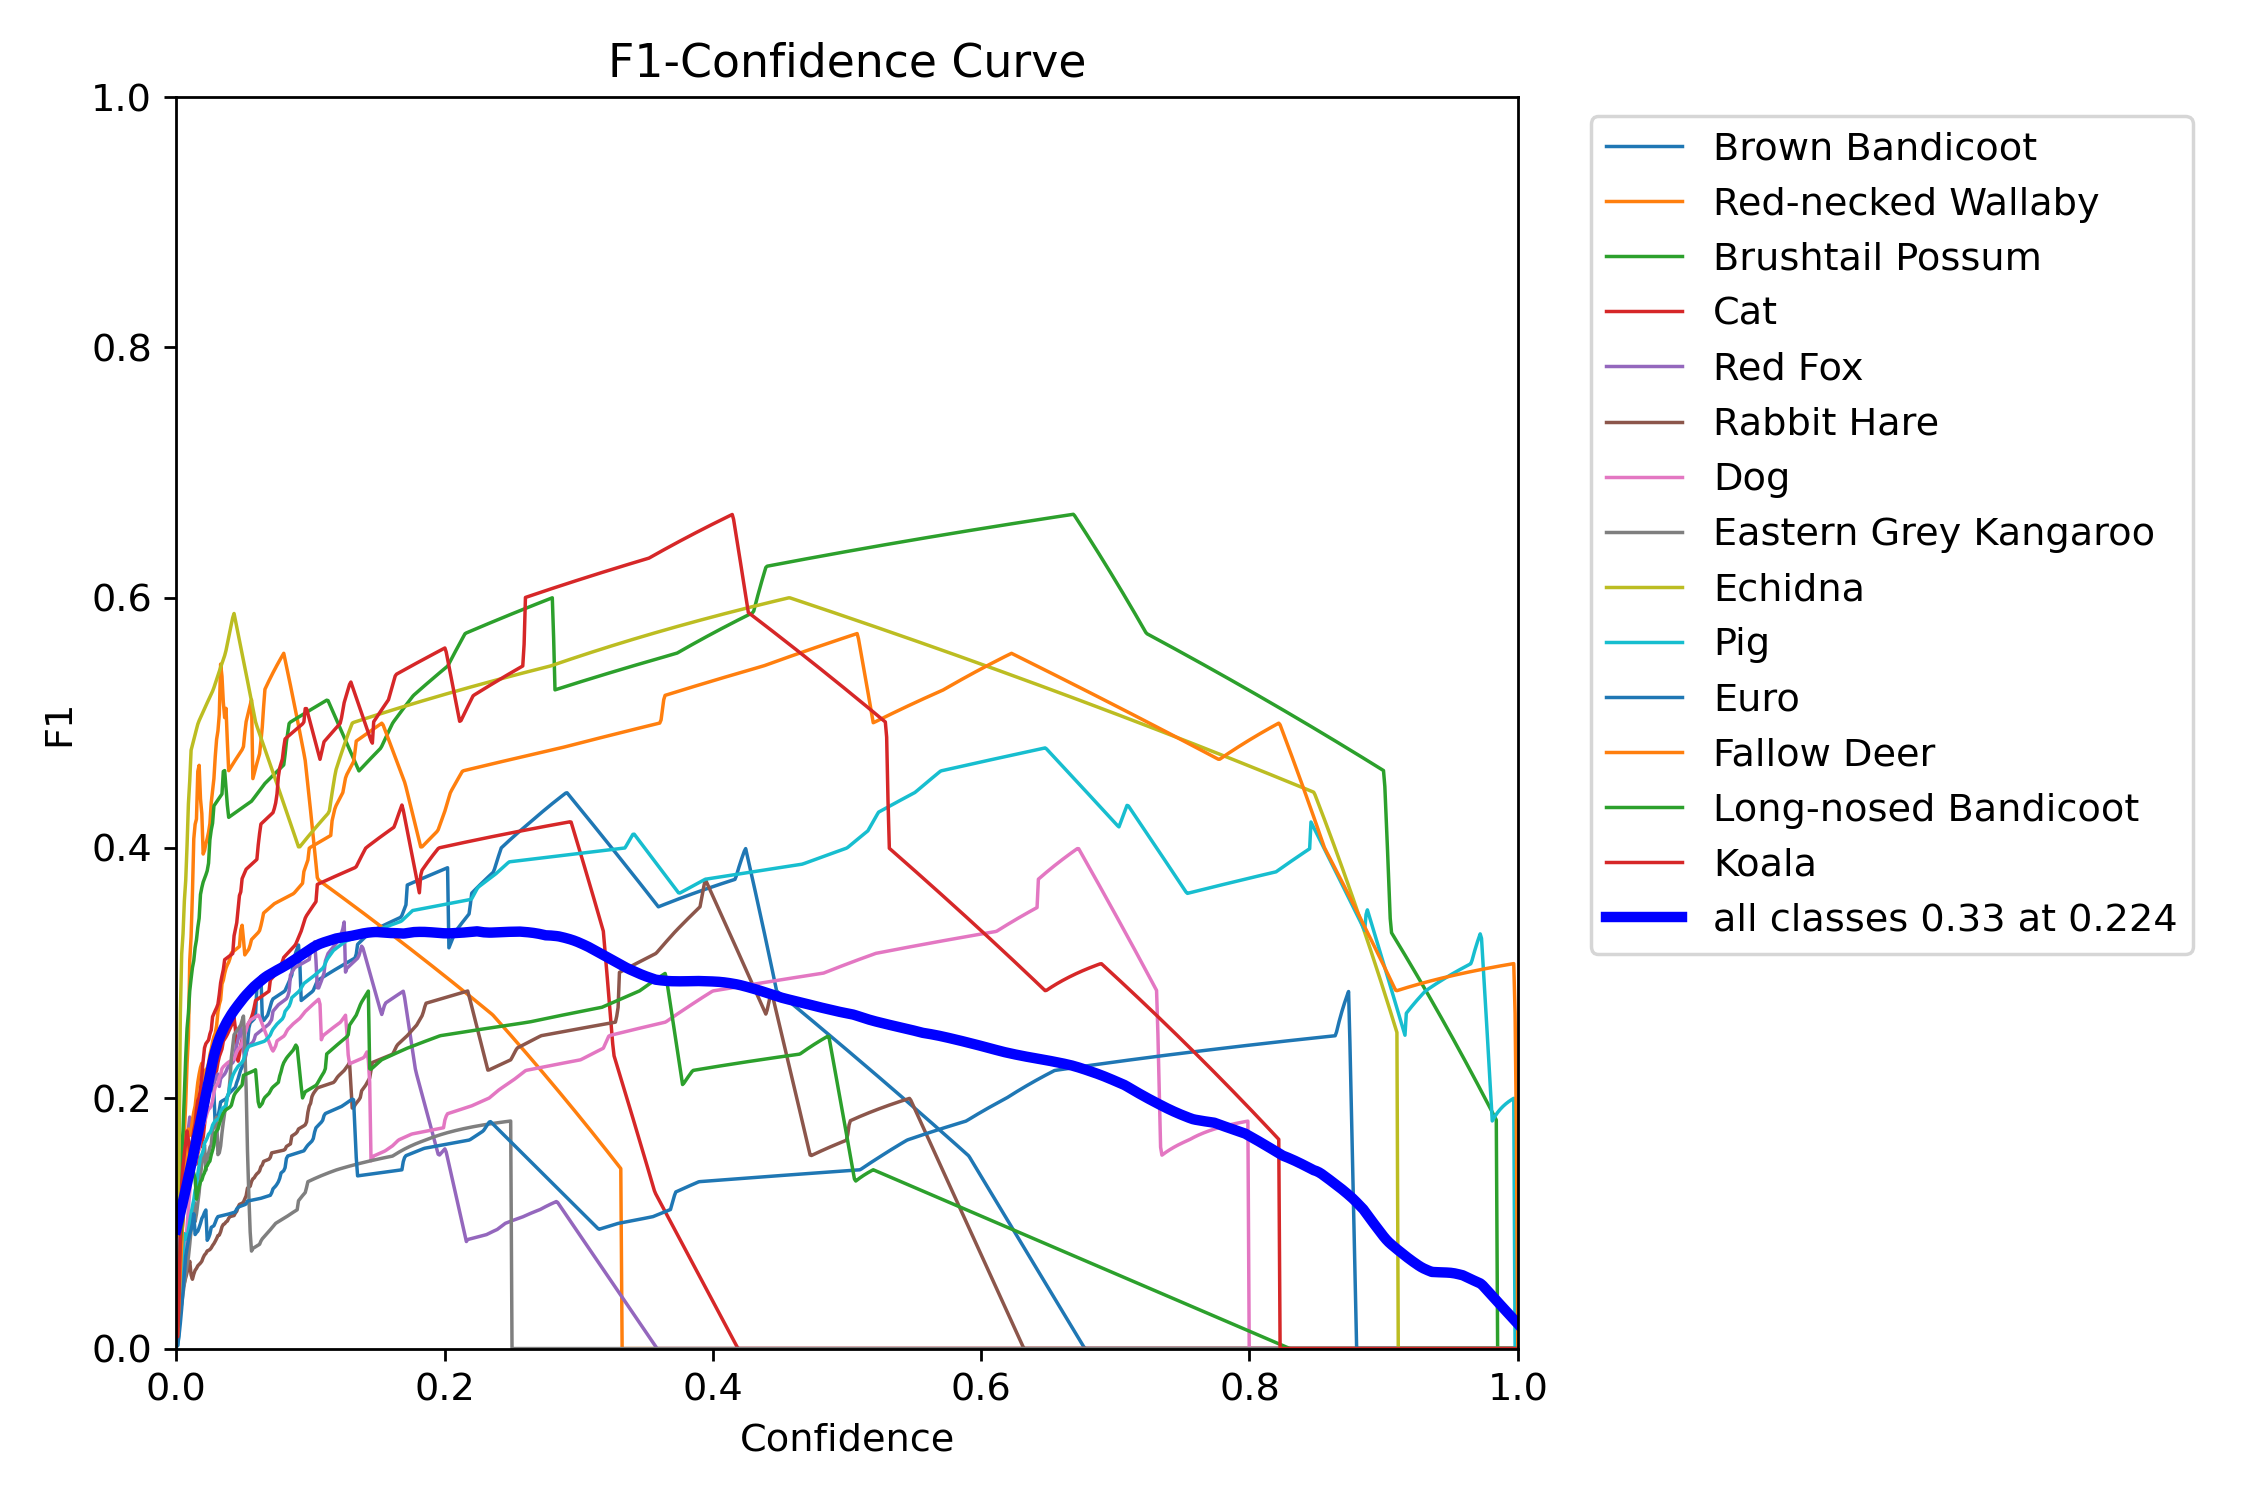 F1-Confidence Curve
1.0
0.8
0.6
0.4
0.2
0.0
F1
0.0 0.2 0.4 0.6 0.8 1.0
Confidence
Brown Bandicoot
Red-necked Wallaby
Brushtail Possum
Cat
Red Fox
Rabbit Hare
Dog
Eastern Grey Kangaroo
Echidna
Pig
Euro
Fallow Deer
Long-nosed Bandicoot
Koala
all classes 0.33 at 0.224